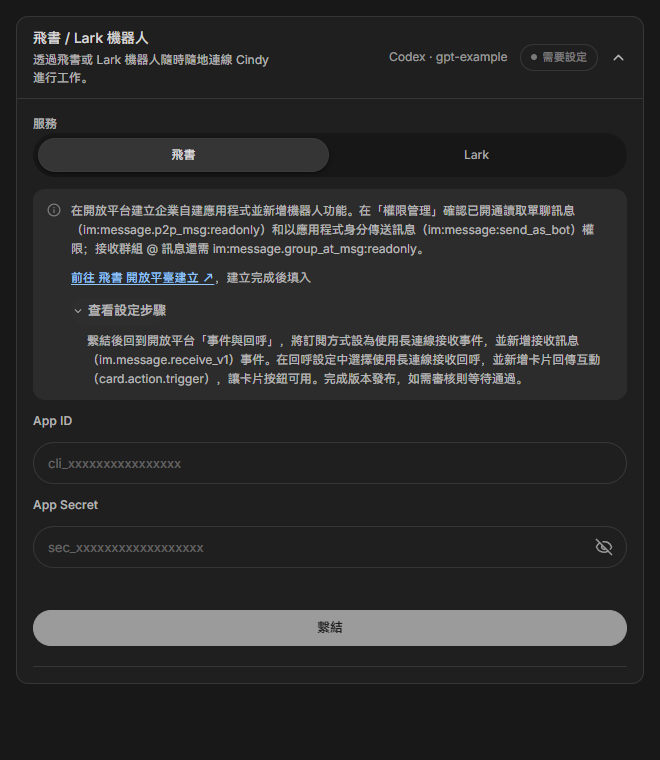 飛書 / Lark 機器人
透過飛書或 Lark 機器人隨時隨地連線 Cindy
進行工作。
Codex · gpt-example
需要設定
服務
飛書
Lark
在開放平台建立企業自建應用程式並新增機器人功能。在「權限管理」確認已開通讀取單聊訊息
（im:message.p2p_msg:readonly）和以應用程式身分傳送訊息（im:message:send_as_bot）權
限；接收群組 @ 訊息還需 im:message.group_at_msg:readonly。
前往 飛書 開放平臺建立 ↗，建立完成後填入
查看設定步驟
繫結後回到開放平台「事件與回呼」，將訂閱方式設為使用長連線接收事件，並新增接收訊息
（im.message.receive_v1）事件。在回呼設定中選擇使用長連線接收回呼，並新增卡片回傳互動
（card.action.trigger），讓卡片按鈕可用。完成版本發布，如需審核則等待通過。
App ID
cli_xxxxxxxxxxxxxxxx
App Secret
sec_xxxxxxxxxxxxxxxxxx
繫結